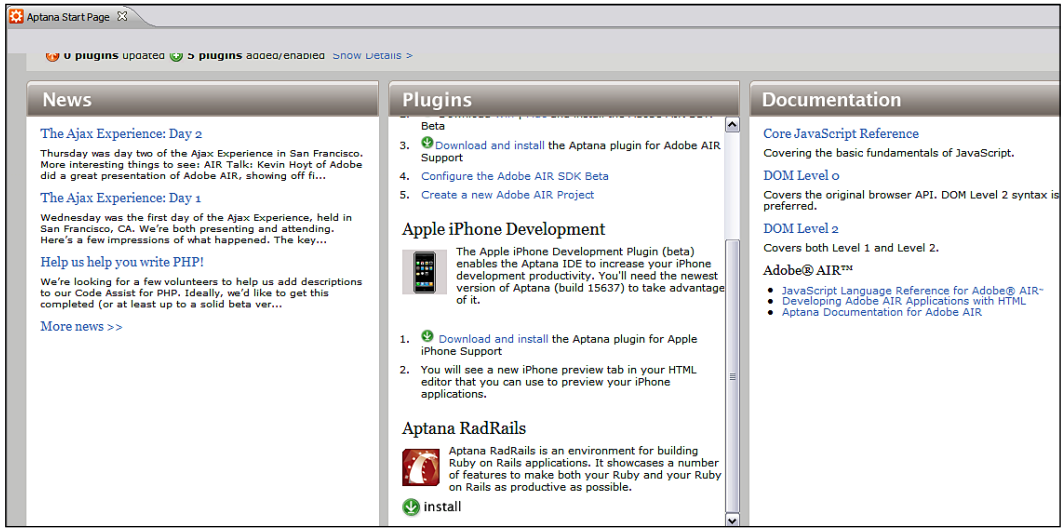 Aptana Start Page
0 plugins updated 5 plugins added/enabled Show Details >
News
The Ajax Experience: Day 2
Thursday was day two of the Ajax Experience in San Francisco.
More interesting things to see: AIR Talk: Kevin Hoyt of Adobe
did a great presentation of Adobe AIR, showing off fi...
The Ajax Experience: Day 1
Wednesday was the first day of the Ajax Experience, held in
San Francisco, CA. We're both presenting and attending.
Here's a few impressions of what happened. The key...
Help us help you write PHP!
We're looking for a few volunteers to help us add descriptions
to our Code Assist for PHP. Ideally, we'd like to get this
completed (or at least up to a solid beta ver...
More news >>
Plugins
Beta
3. Download and install the Aptana plugin for Adobe AIR
Support
4. Configure the Adobe AIR SDK Beta
5. Create a new Adobe AIR Project
Apple iPhone Development
The Apple iPhone Development Plugin (beta)
enables the Aptana IDE to increase your iPhone
development productivity. You'll need the newest
version of Aptana (build 15637) to take advantage
of it.
1. Download and install the Aptana plugin for Apple
iPhone Support
2. You will see a new iPhone preview tab in your HTML
editor that you can use to preview your iPhone
applications.
Aptana RadRails
Aptana RadRails is an environment for building
Ruby on Rails applications. It showcases a number
of features to make both your Ruby and your Ruby
on Rails as productive as possible.
install
Documentation
Core JavaScript Reference
Covering the basic fundamentals of JavaScript.
DOM Level 0
Covers the original browser API. DOM Level 2 syntax is
preferred.
DOM Level 2
Covers both Level 1 and Level 2.
Adobe® AIR™
• JavaScript Language Reference for Adobe® AIR™
• Developing Adobe AIR Applications with HTML
• Aptana Documentation for Adobe AIR